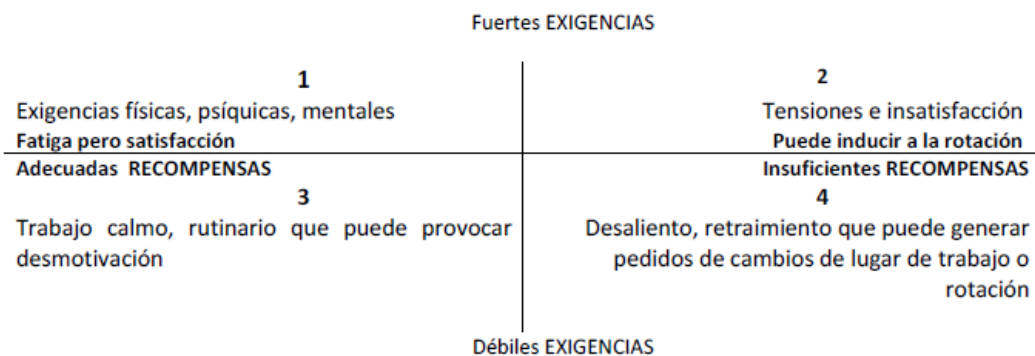 Fuertes EXIGENCIAS
1
Exigencias físicas, psíquicas, mentales
Fatiga pero satisfacción
2
Tensiones e insatisfacción
Puede inducir a la rotación
Adecuadas RECOMPENSAS
3
Trabajo calmo, rutinario que puede provocar
desmotivación
Insuficientes RECOMPENSAS
4
Desaliento, retraimiento que puede generar
pedidos de cambios de lugar de trabajo o
rotación
Débiles EXIGENCIAS